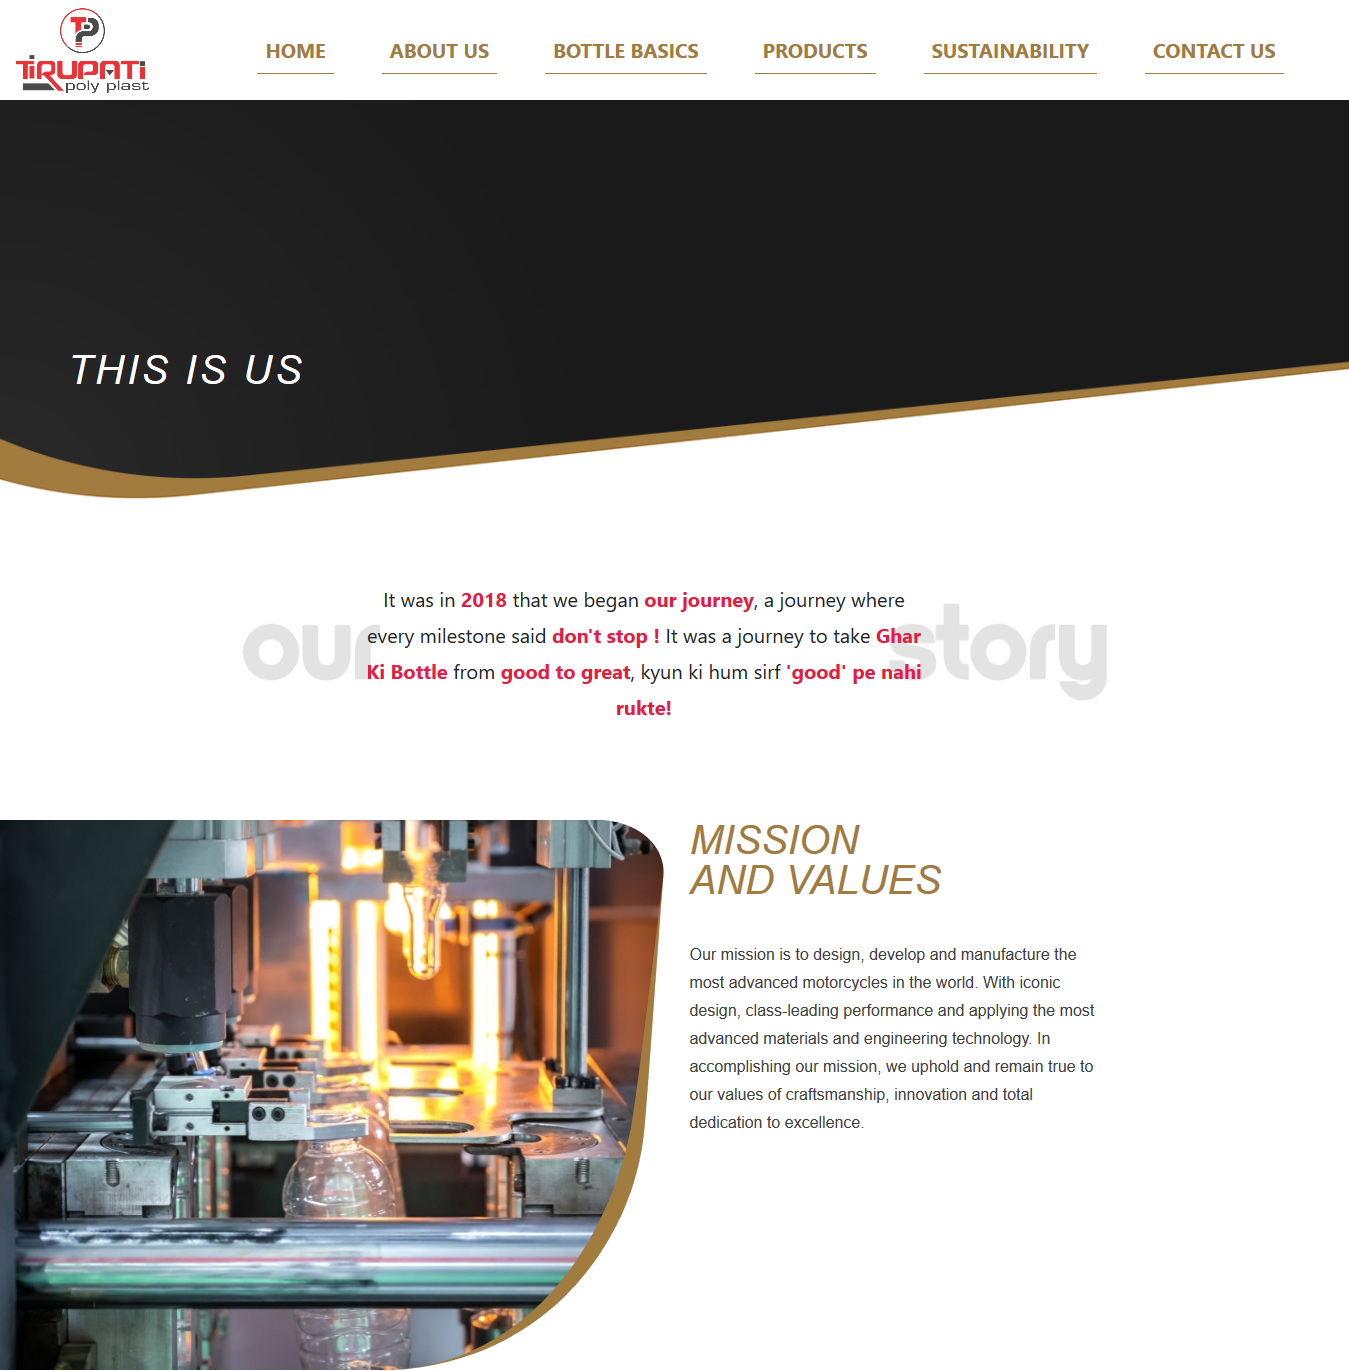 TP
TIRUPATI
poly plast
HOME
ABOUT US
BOTTLE BASICS
PRODUCTS
SUSTAINABILITY
CONTACT US
THIS IS US
our story
It was in 2018 that we began our journey, a journey where
every milestone said don't stop ! It was a journey to take Ghar
Ki Bottle from good to great, kyun ki hum sirf 'good' pe nahi
rukte!
MISSION
AND VALUES
Our mission is to design, develop and manufacture the
most advanced motorcycles in the world. With iconic
design, class-leading performance and applying the most
advanced materials and engineering technology. In
accomplishing our mission, we uphold and remain true to
our values of craftsmanship, innovation and total
dedication to excellence.